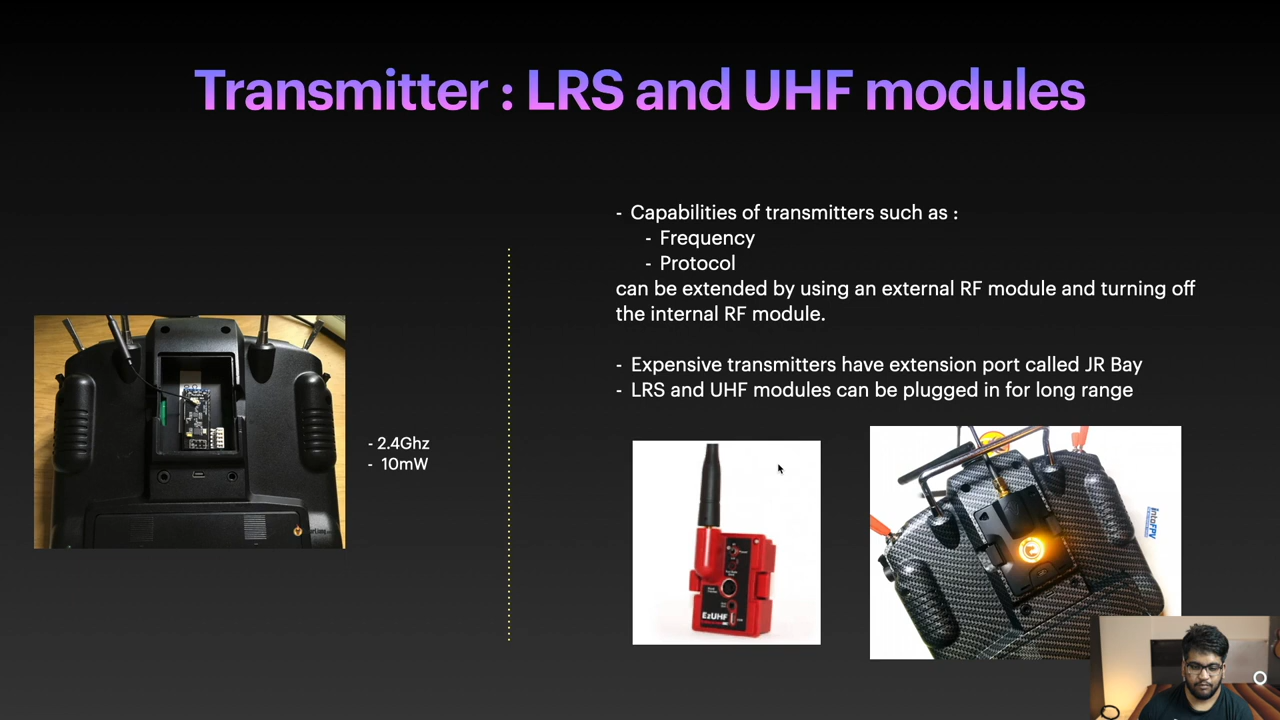 Transmitter : LRS and UHF modules
- Capabilities of transmitters such as :
- Frequency
- Protocol
can be extended by using an external RF module and turning off
the internal RF module.
- Expensive transmitters have extension port called JR Bay
- LRS and UHF modules can be plugged in for long range
- 2.4Ghz
- 10mW
EzUHF
intoFPV